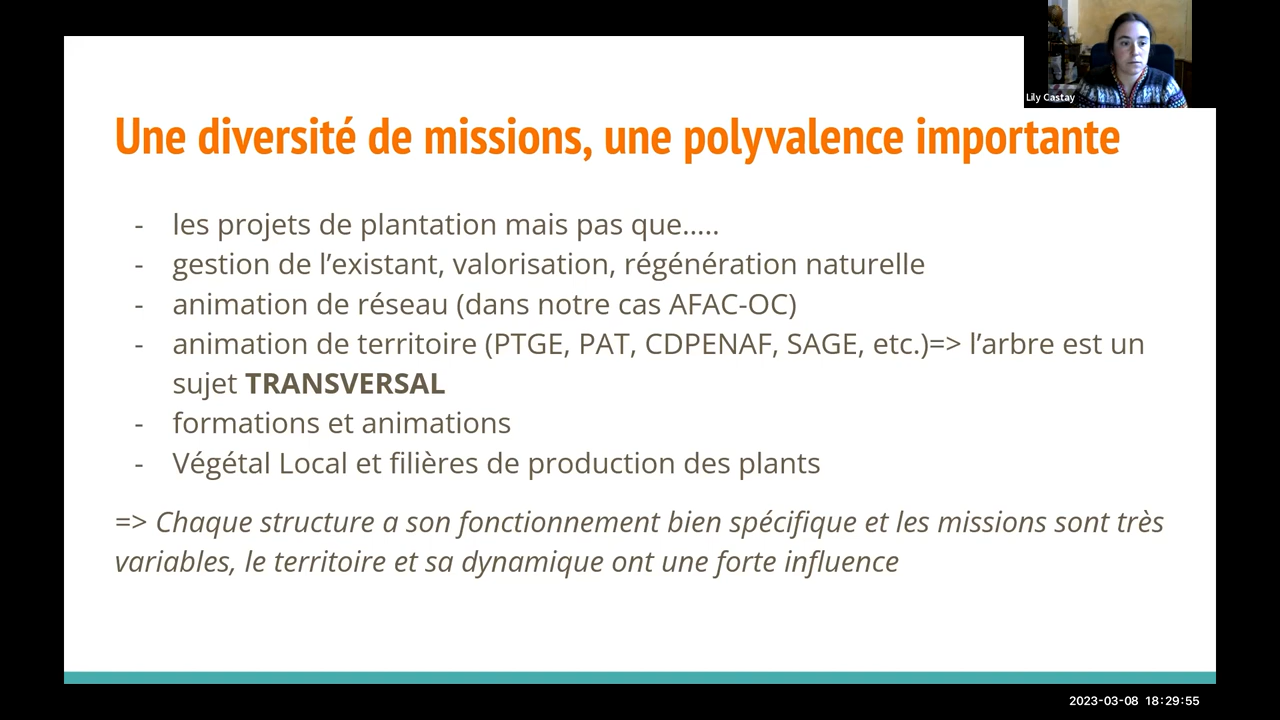 Lily Castay
Une diversité de missions, une polyvalence importante
- les projets de plantation mais pas que.....
- gestion de l’existant, valorisation, régénération naturelle
- animation de réseau (dans notre cas AFAC-OC)
- animation de territoire (PTGE, PAT, CDPENAF, SAGE, etc.)=> l’arbre est un
sujet TRANSVERSAL
- formations et animations
- Végétal Local et filières de production des plants
=> Chaque structure a son fonctionnement bien spécifique et les missions sont très
variables, le territoire et sa dynamique ont une forte influence
2023-03-08 18:29:55